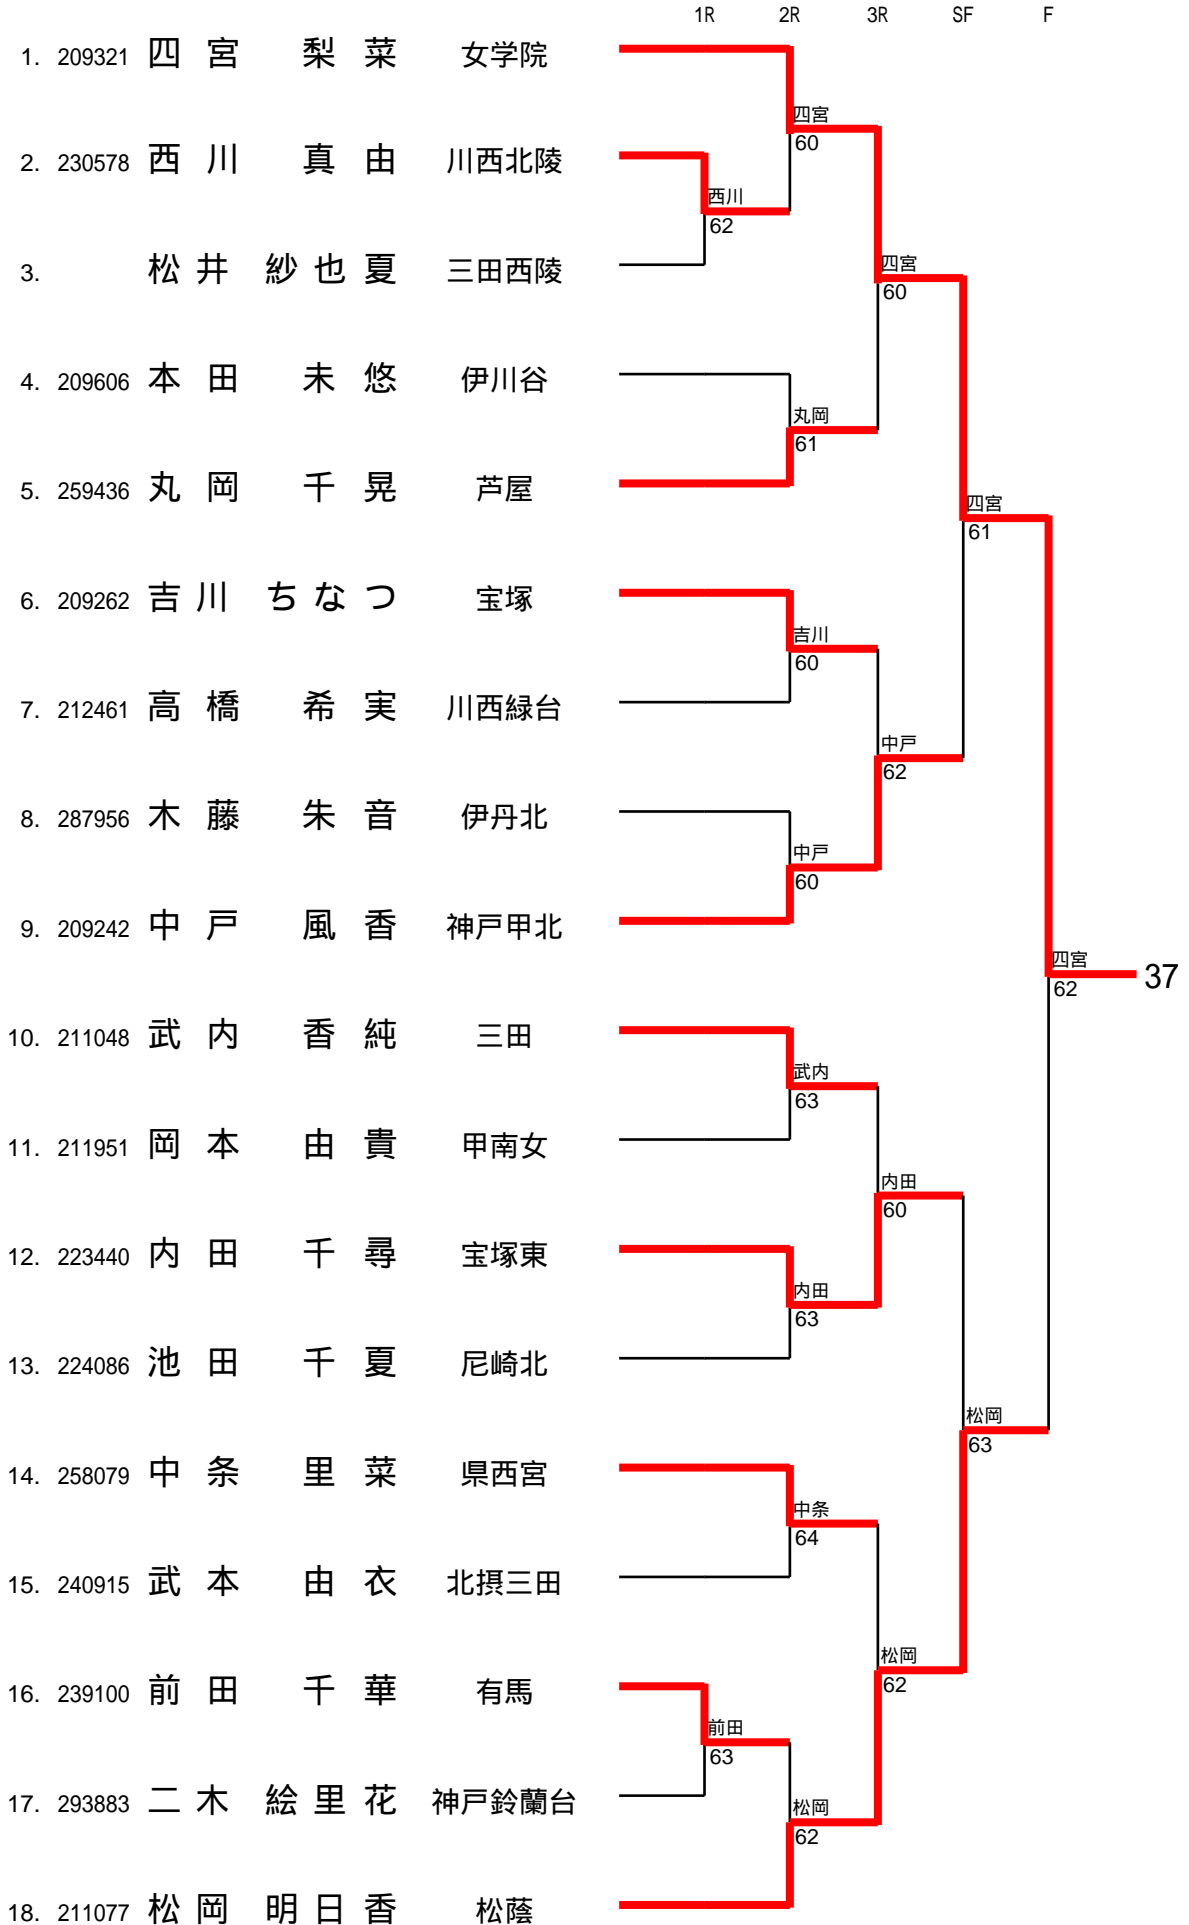 1R 2R 3R SF F
1. 209321 四宮 梨菜 女学院
四宮
60
2. 230578 西川 真由 川西北陵
西川
62
3. 松井 紗也夏 三田西陵
四宮
60
4. 209606 本田 未悠 伊川谷
丸岡
61
5. 259436 丸岡 千晃 芦屋
四宮
61
6. 209262 吉川 ちなつ 宝塚
吉川
60
7. 212461 高橋 希実 川西緑台
中戸
62
8. 287956 木藤 朱音 伊丹北
中戸
60
9. 209242 中戸 風香 神戸甲北
四宮
62
37
10. 211048 武内 香純 三田
武内
63
11. 211951 岡本 由貴 甲南女
内田
60
12. 223440 内田 千尋 宝塚東
内田
63
13. 224086 池田 千夏 尼崎北
松岡
63
14. 258079 中条 里菜 県西宮
中条
64
15. 240915 武本 由衣 北摂三田
松岡
62
16. 239100 前田 千華 有馬
前田
63
17. 293883 二木 絵里花 神戸鈴蘭台
松岡
62
18. 211077 松岡 明日香 松蔭